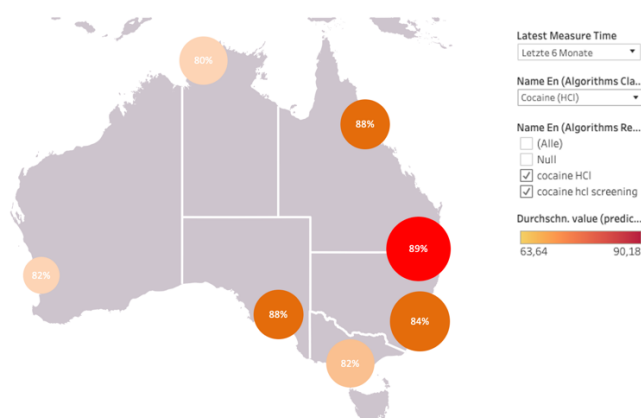 80%
88%
89%
82%
88%
84%
82%
Latest Measure Time
Letzte 6 Monate
Name En (Algorithms Cla...
Cocaine (HCl)
Name En (Algorithms Re...
(Alle)
Null
cocaine HCl
cocaine hcl screening
Durchschn. value (predic...
63,64 90,18